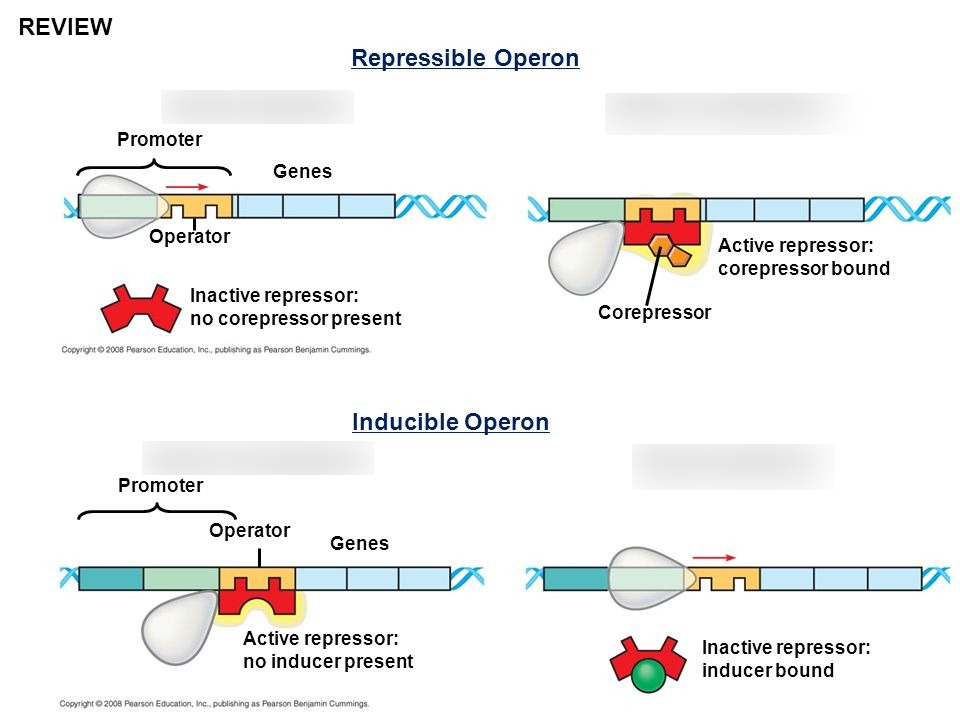 REVIEW
Repressible Operon
Promoter
Genes
Operator
Inactive repressor:
no corepressor present
Active repressor:
corepressor bound
Corepressor
Copyright © 2008 Pearson Education, Inc., publishing as Pearson Benjamin Cummings.
Inducible Operon
Promoter
Operator
Genes
Active repressor:
no inducer present
Inactive repressor:
inducer bound
Copyright © 2008 Pearson Education, Inc., publishing as Pearson Benjamin Cummings.